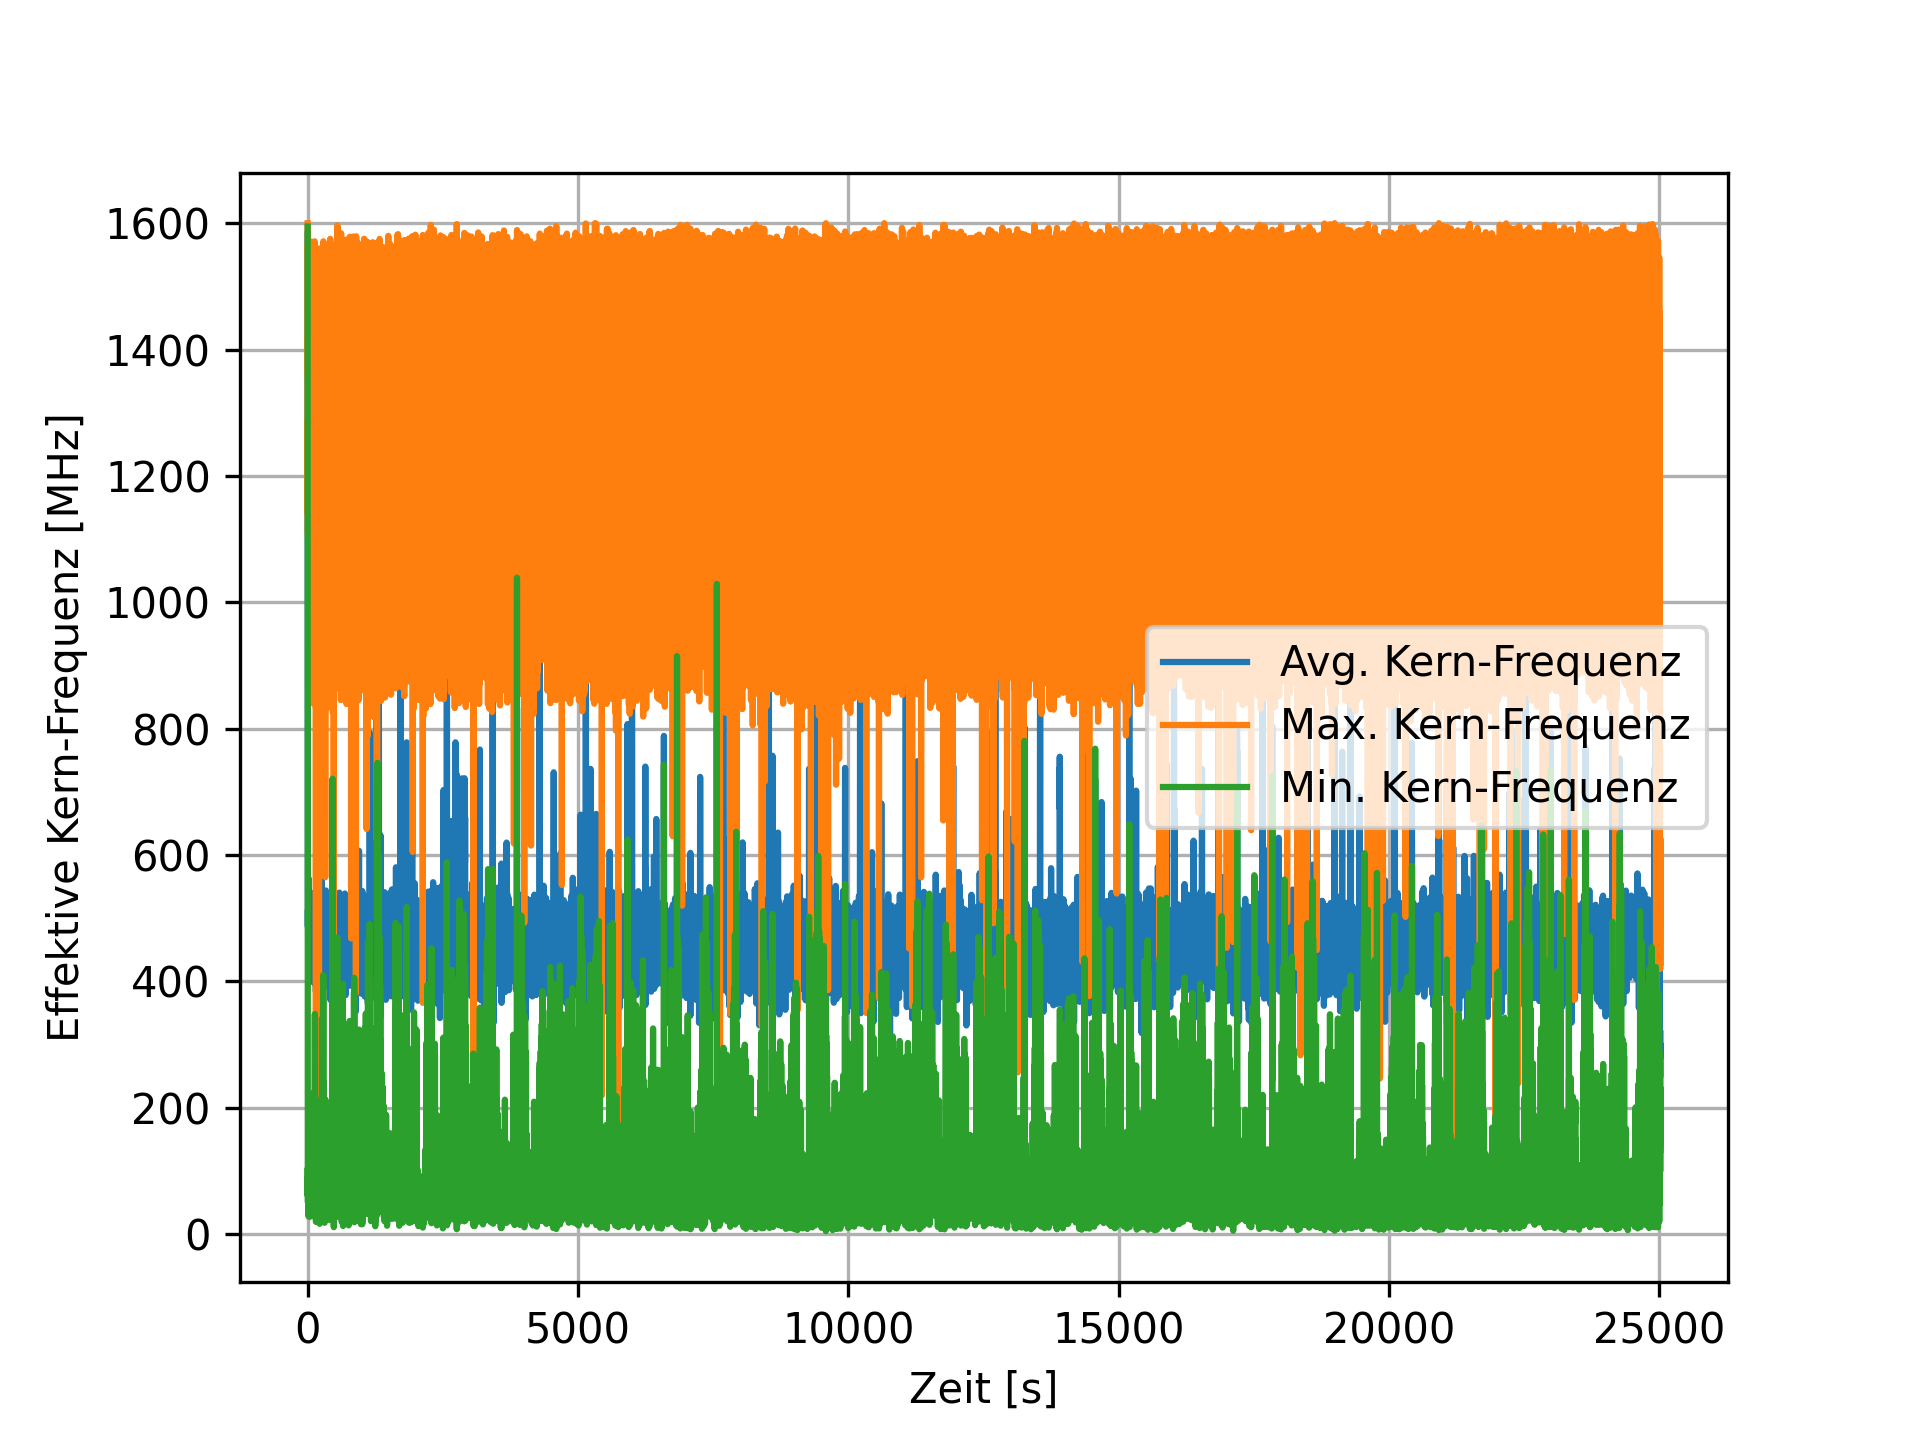 Effektive Kern-Frequenz [MHz]
1600
1400
1200
1000
800
600
400
200
0
Avg. Kern-Frequenz
Max. Kern-Frequenz
Min. Kern-Frequenz
0 5000 10000 15000 20000 25000
Zeit [s]